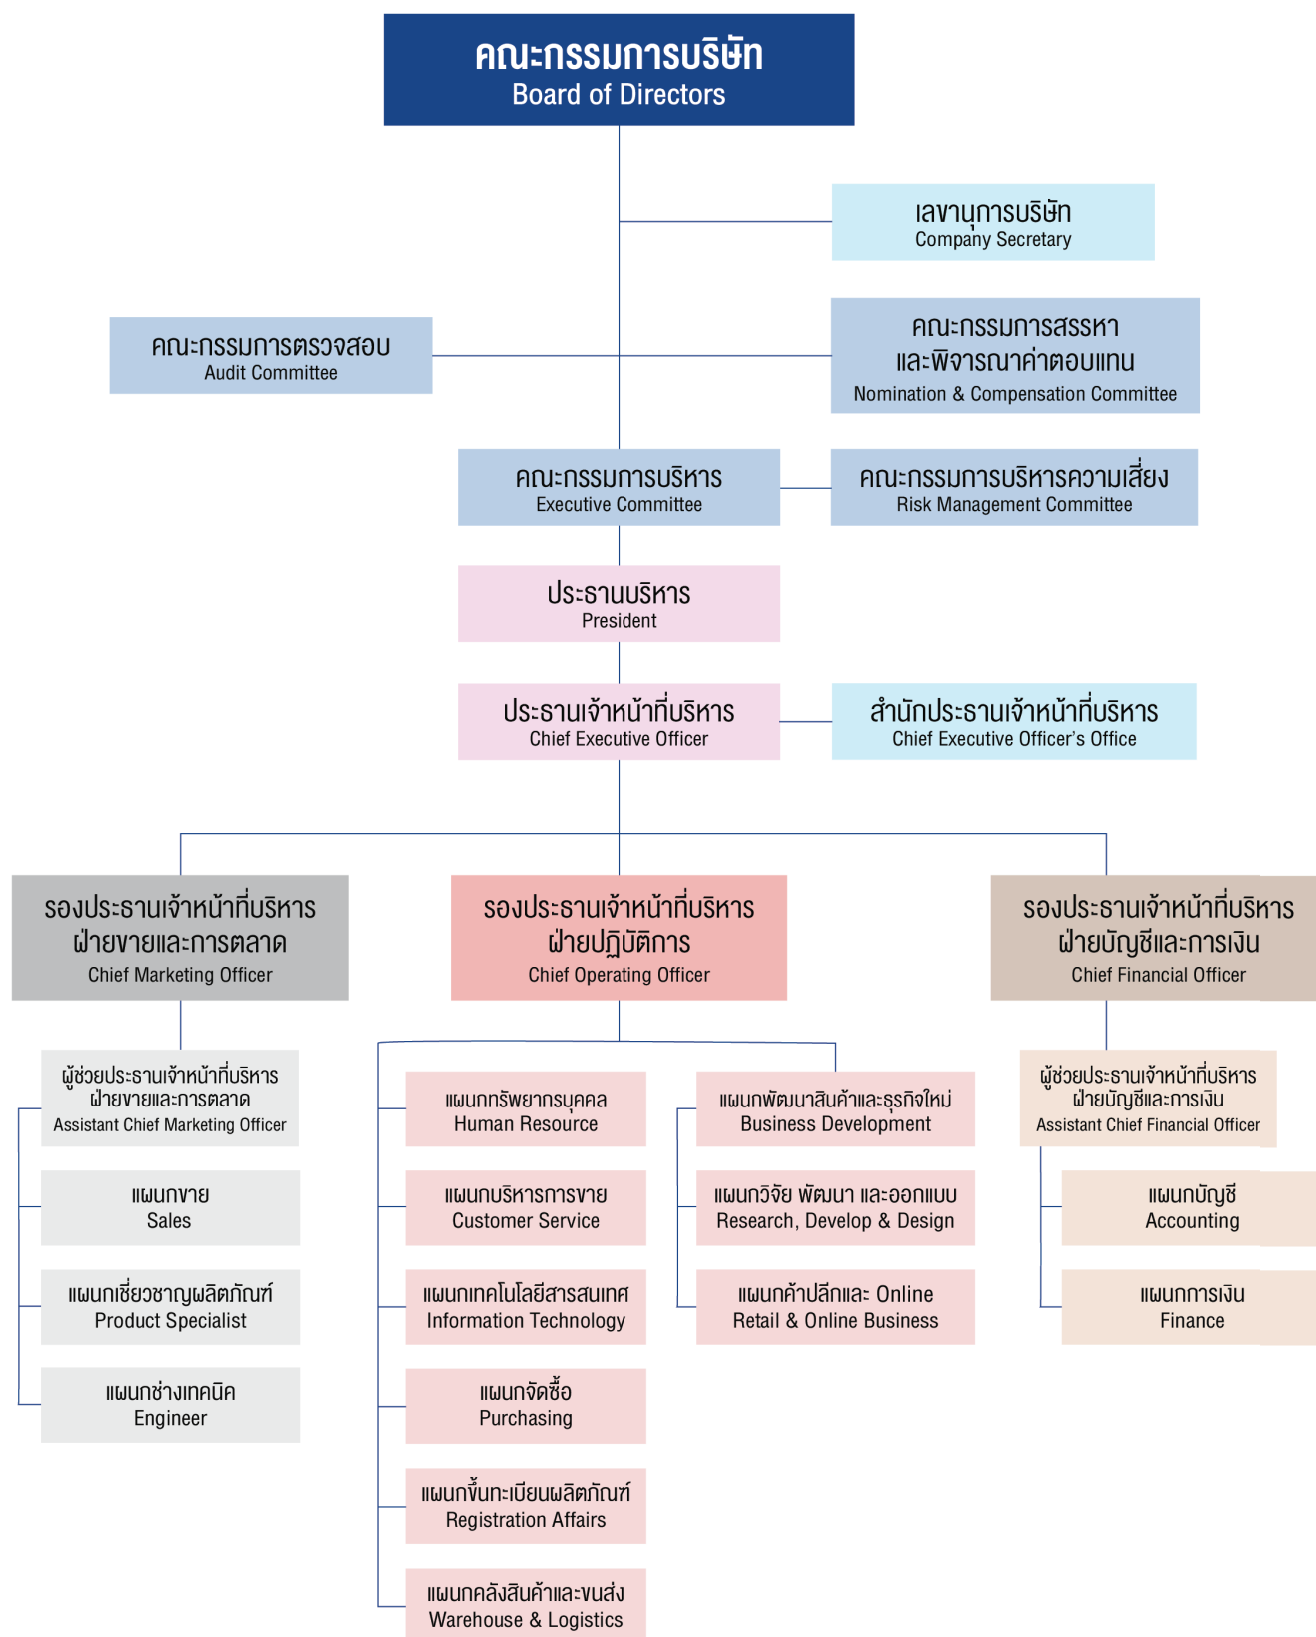 คณะกรรมการบริษัท
Board of Directors
เลขานุการบริษัท
Company Secretary
คณะกรรมการตรวจสอบ
Audit Committee
คณะกรรมการสรรหา
และพิจารณาค่าตอบแทน
Nomination & Compensation Committee
คณะกรรมการบริหาร
Executive Committee
คณะกรรมการบริหารความเสี่ยง
Risk Management Committee
ประธานบริหาร
President
ประธานเจ้าหน้าที่บริหาร
Chief Executive Officer
สำนักประธานเจ้าหน้าที่บริหาร
Chief Executive Officer's Office
รองประธานเจ้าหน้าที่บริหาร
ฝ่ายขายและการตลาด
Chief Marketing Officer
รองประธานเจ้าหน้าที่บริหาร
ฝ่ายปฏิบัติการ
Chief Operating Officer
รองประธานเจ้าหน้าที่บริหาร
ฝ่ายบัญชีและการเงิน
Chief Financial Officer
ผู้ช่วยประธานเจ้าหน้าที่บริหาร
ฝ่ายขายและการตลาด
Assistant Chief Marketing Officer
แผนกขาย
Sales
แผนกเชี่ยวชาญผลิตภัณฑ์
Product Specialist
แผนกช่างเทคนิค
Engineer
แผนกทรัพยากรบุคคล
Human Resource
แผนกบริหารการขาย
Customer Service
แผนกเทคโนโลยีสารสนเทศ
Information Technology
แผนกจัดซื้อ
Purchasing
แผนกขึ้นทะเบียนผลิตภัณฑ์
Registration Affairs
แผนกคลังสินค้าและขนส่ง
Warehouse & Logistics
แผนกพัฒนาสินค้าและธุรกิจใหม่
Business Development
แผนกวิจัย พัฒนา และออกแบบ
Research, Develop & Design
แผนกค้าปลีกและ Online
Retail & Online Business
ผู้ช่วยประธานเจ้าหน้าที่บริหาร
ฝ่ายบัญชีและการเงิน
Assistant Chief Financial Officer
แผนกบัญชี
Accounting
แผนกการเงิน
Finance